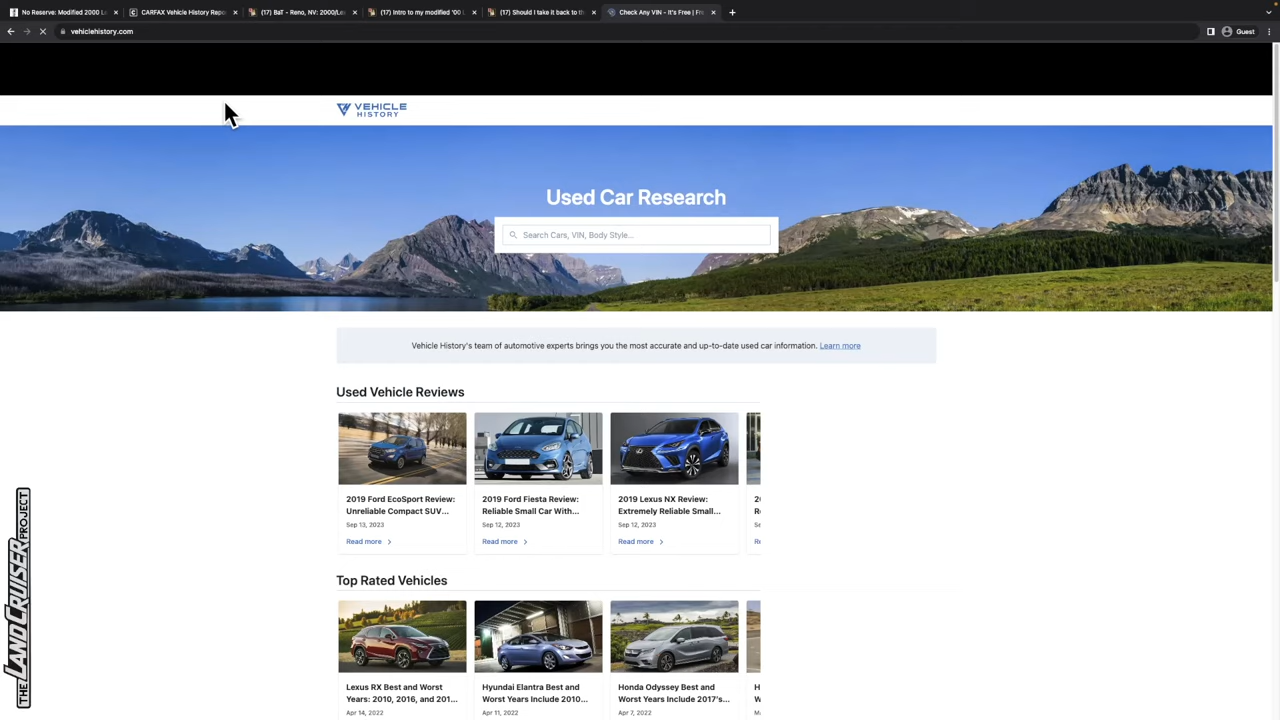 No Reserve: Modified 2000 L
CARFAX Vehicle History Repo
(17) BaT - Reno, NV: 2000/Le
(17) Intro to my modified '00 L
(17) Should I take it back to th
Check Any VIN - It's Free | Fr
vehiclehistory.com
Guest
VEHICLE
HISTORY
Used Car Research
Search Cars, VIN, Body Style...
Vehicle History's team of automotive experts brings you the most accurate and up-to-date used car information. Learn more
Used Vehicle Reviews
2019 Ford EcoSport Review:
Unreliable Compact SUV...
Sep 13, 2023
Read more
2019 Ford Fiesta Review:
Reliable Small Car With...
Sep 12, 2023
Read more
2019 Lexus NX Review:
Extremely Reliable Small...
Sep 12, 2023
Read more
Top Rated Vehicles
Lexus RX Best and Worst
Years: 2010, 2016, and 201...
Apr 14, 2022
Hyundai Elantra Best and
Worst Years Include 2010...
Apr 11, 2022
Honda Odyssey Best and
Worst Years Include 2017's...
Apr 7, 2022
THE LAND CRUISER PROJECT